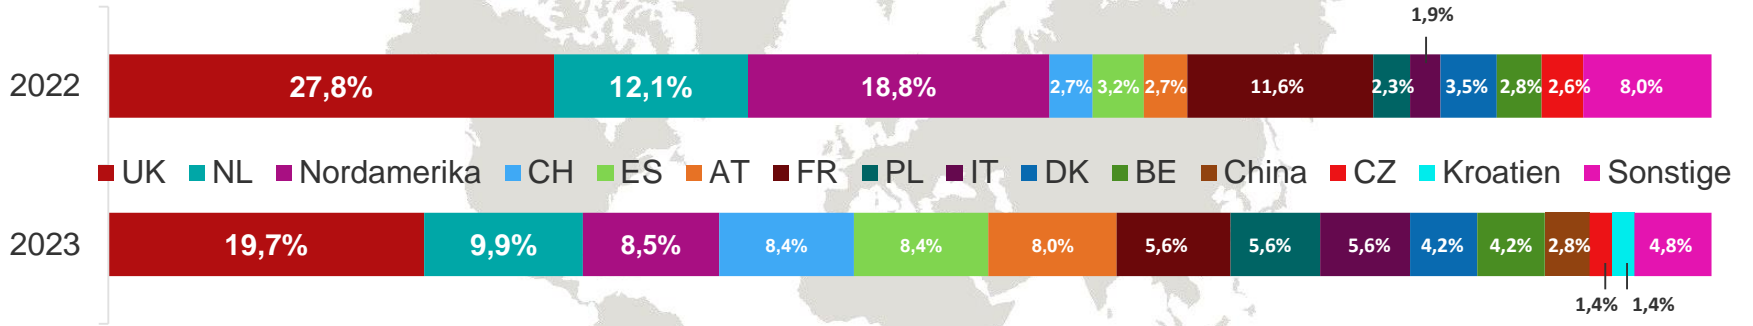 1,9%
2022 27,8% 12,1% 18,8% 2,7% 3,2% 2,7% 11,6% 2,3% 3,5% 2,8% 2,6% 8,0%
UK NL Nordamerika CH ES AT FR PL IT DK BE China CZ Kroatien Sonstige
2023 19,7% 9,9% 8,5% 8,4% 8,4% 8,0% 5,6% 5,6% 5,6% 4,2% 4,2% 2,8% 4,8%
1,4% 1,4%